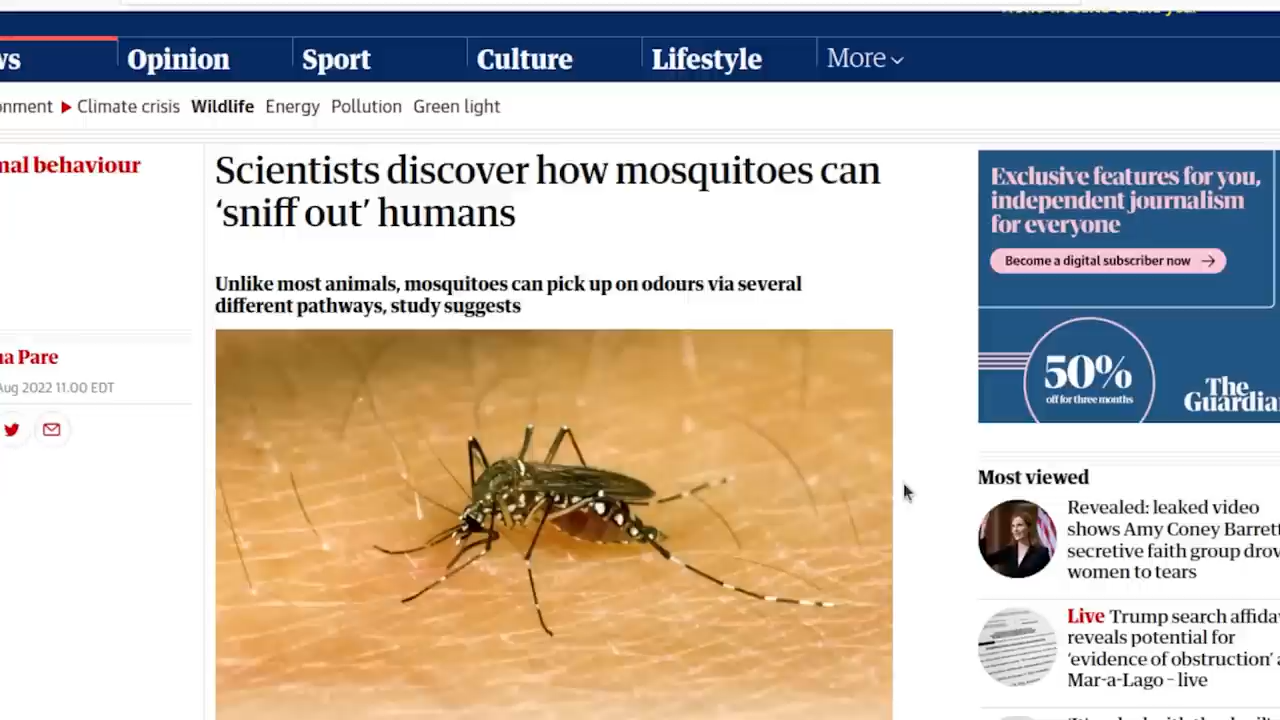 Opinion
Sport
Culture
Lifestyle
More
Climate crisis
Wildlife
Energy
Pollution
Green light
behaviour
Scientists discover how mosquitoes can
‘sniff out’ humans
Unlike most animals, mosquitoes can pick up on odours via several
different pathways, study suggests
Pare
Aug 2022 11.00 EDT
Exclusive features for you,
independent journalism
for everyone
Become a digital subscriber now
50%
off for three months
The
Guardia
Most viewed
Revealed: leaked video
shows Amy Coney Barrett
secretive faith group drov
women to tears
Live Trump search affida
reveals potential for
‘evidence of obstruction’ a
Mar-a-Lago – live